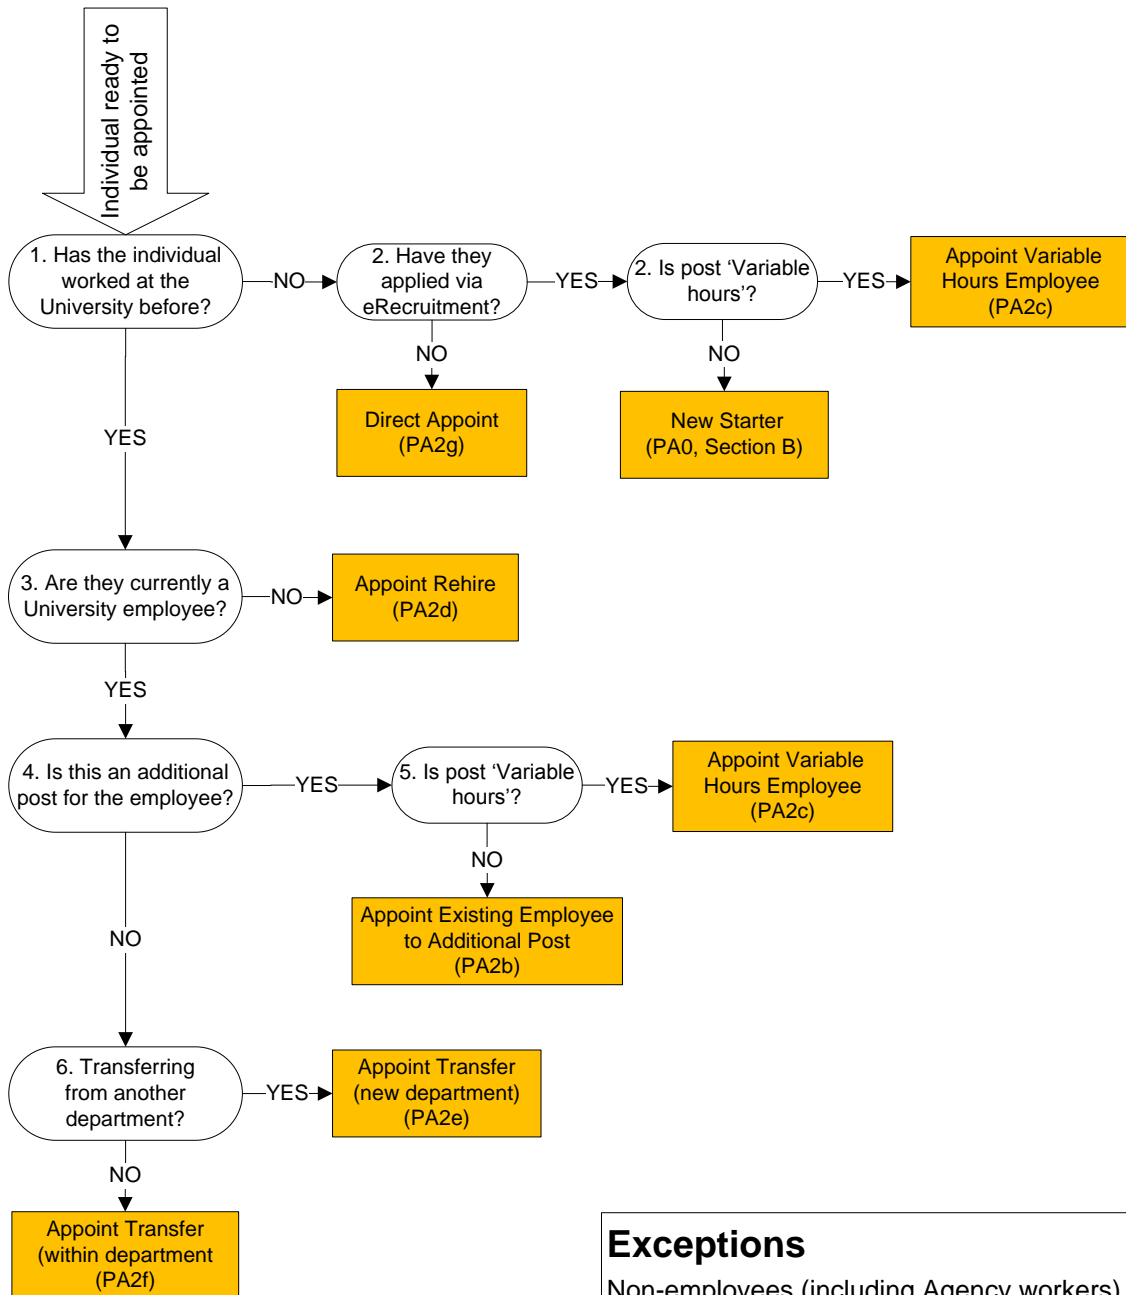 Individual ready to
be appointed
1. Has the individual
worked at the
University before?
NO
2. Have they
applied via
eRecruitment?
YES
2. Is post ‘Variable
hours’?
YES
Appoint Variable
Hours Employee
(PA2c)
NO
NO
Direct Appoint
(PA2g)
New Starter
(PA0, Section B)
YES
3. Are they currently a
University employee?
NO
Appoint Rehire
(PA2d)
YES
4. Is this an additional
post for the employee?
YES
5. Is post ‘Variable
hours’?
YES
Appoint Variable
Hours Employee
(PA2c)
NO
Appoint Existing Employee
to Additional Post
(PA2b)
NO
6. Transferring
from another
department?
YES
Appoint Transfer
(new department)
(PA2e)
NO
Appoint Transfer
(within department
(PA2f)
Exceptions
Non-employees (including Agency workers)